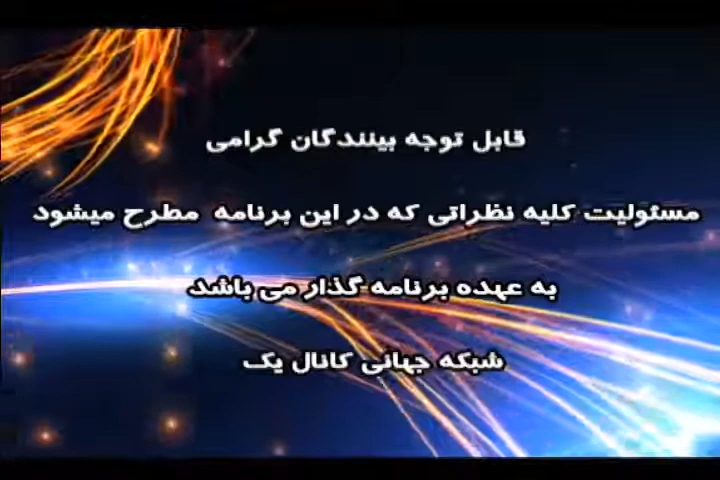 قابل توجه بینندگان گرامی
مسئولیت کلیه نظراتی که در این برنامه مطرح میشود
به عهده برنامه گذار می باشد
شبکه جهانی کانال یک